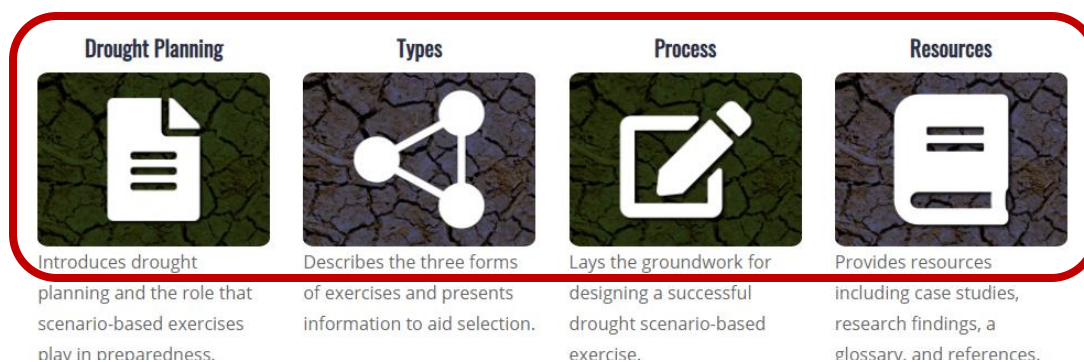 Drought Planning
Types
Process
Resources
Introduces drought
planning and the role that
scenario-based exercises
play in preparedness.
Describes the three forms
of exercises and presents
information to aid selection.
Lays the groundwork for
designing a successful
drought scenario-based
exercise.
Provides resources
including case studies,
research findings, a
glossary, and references.